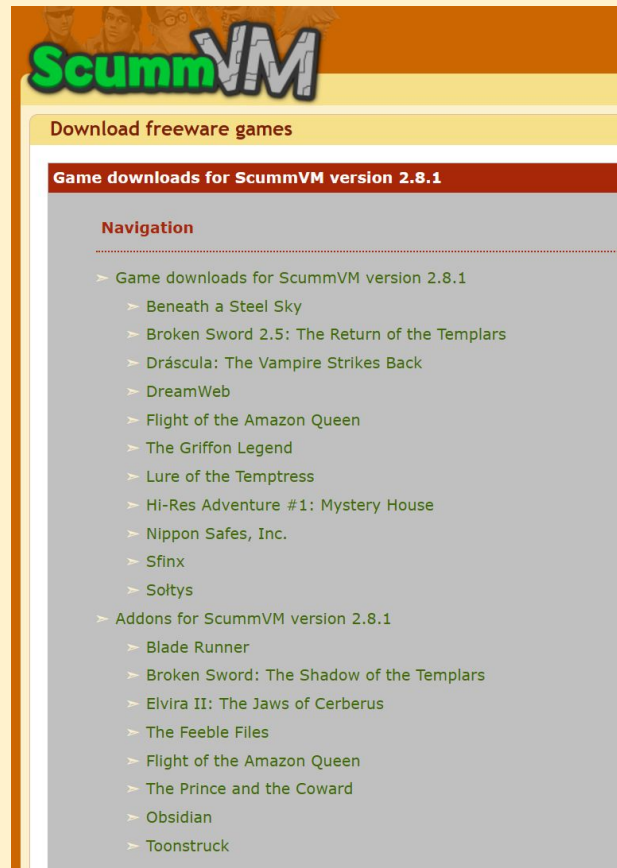 ScummVM
Download freeware games
Game downloads for ScummVM version 2.8.1
Navigation
➣ Game downloads for ScummVM version 2.8.1
➣ Beneath a Steel Sky
➣ Broken Sword 2.5: The Return of the Templars
➣ Dráscula: The Vampire Strikes Back
➣ DreamWeb
➣ Flight of the Amazon Queen
➣ The Griffon Legend
➣ Lure of the Temptress
➣ Hi-Res Adventure #1: Mystery House
➣ Nippon Safes, Inc.
➣ Sfinx
➣ Sołtys
➣ Addons for ScummVM version 2.8.1
➣ Blade Runner
➣ Broken Sword: The Shadow of the Templars
➣ Elvira II: The Jaws of Cerberus
➣ The Feeble Files
➣ Flight of the Amazon Queen
➣ The Prince and the Coward
➣ Obsidian
➣ Toonstruck